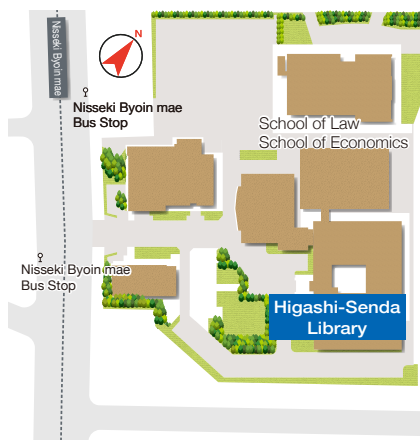 Nisseki Byoin mae
N
Nisseki Byoin mae
Bus Stop
School of Law
School of Economics
Nisseki Byoin mae
Bus Stop
Higashi-Senda
Library